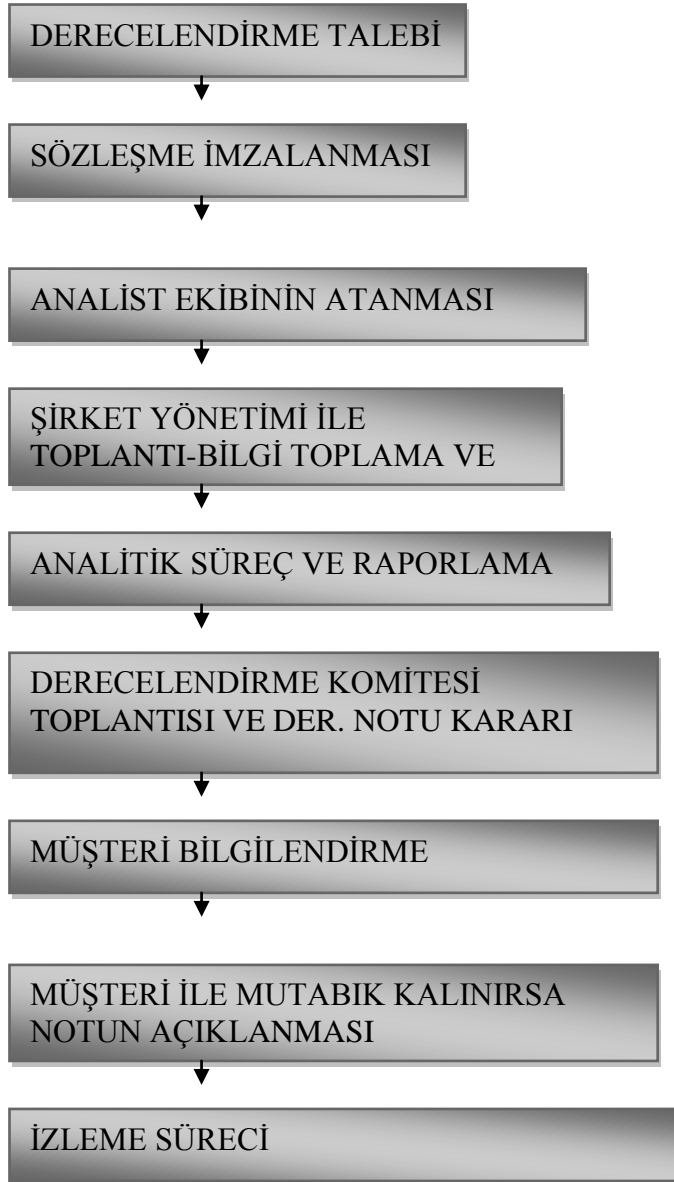 DERECELENDİRME TALEBİ
SÖZLEŞME İMZALANMASI
ANALİST EKİBİNİN ATANMASI
ŞİRKET YÖNETİMİ İLE
TOPLANTI-BİLGİ TOPLAMA VE
ANALİTİK SÜREÇ VE RAPORLAMA
DERECELENDİRME KOMİTESİ
TOPLANTISI VE DER. NOTU KARARI
MÜŞTERİ BİLGİLENDİRME
MÜŞTERİ İLE MUTABIK KALINIRSA
NOTUN AÇIKLANMASI
İZLEME SÜRECİ